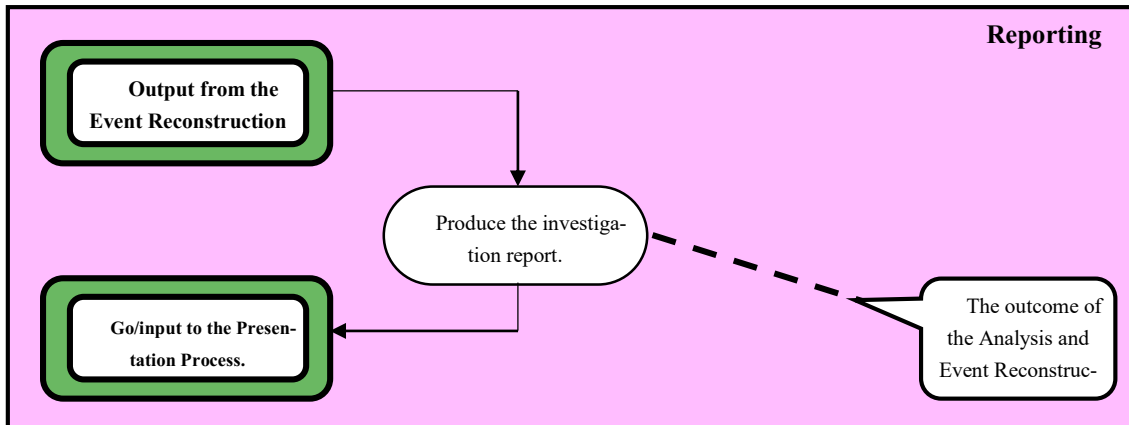 Reporting
Output from the
Event Reconstruction
Produce the investiga-
tion report.
Go/input to the Presen-
tation Process.
The outcome of
the Analysis and
Event Reconstruc-